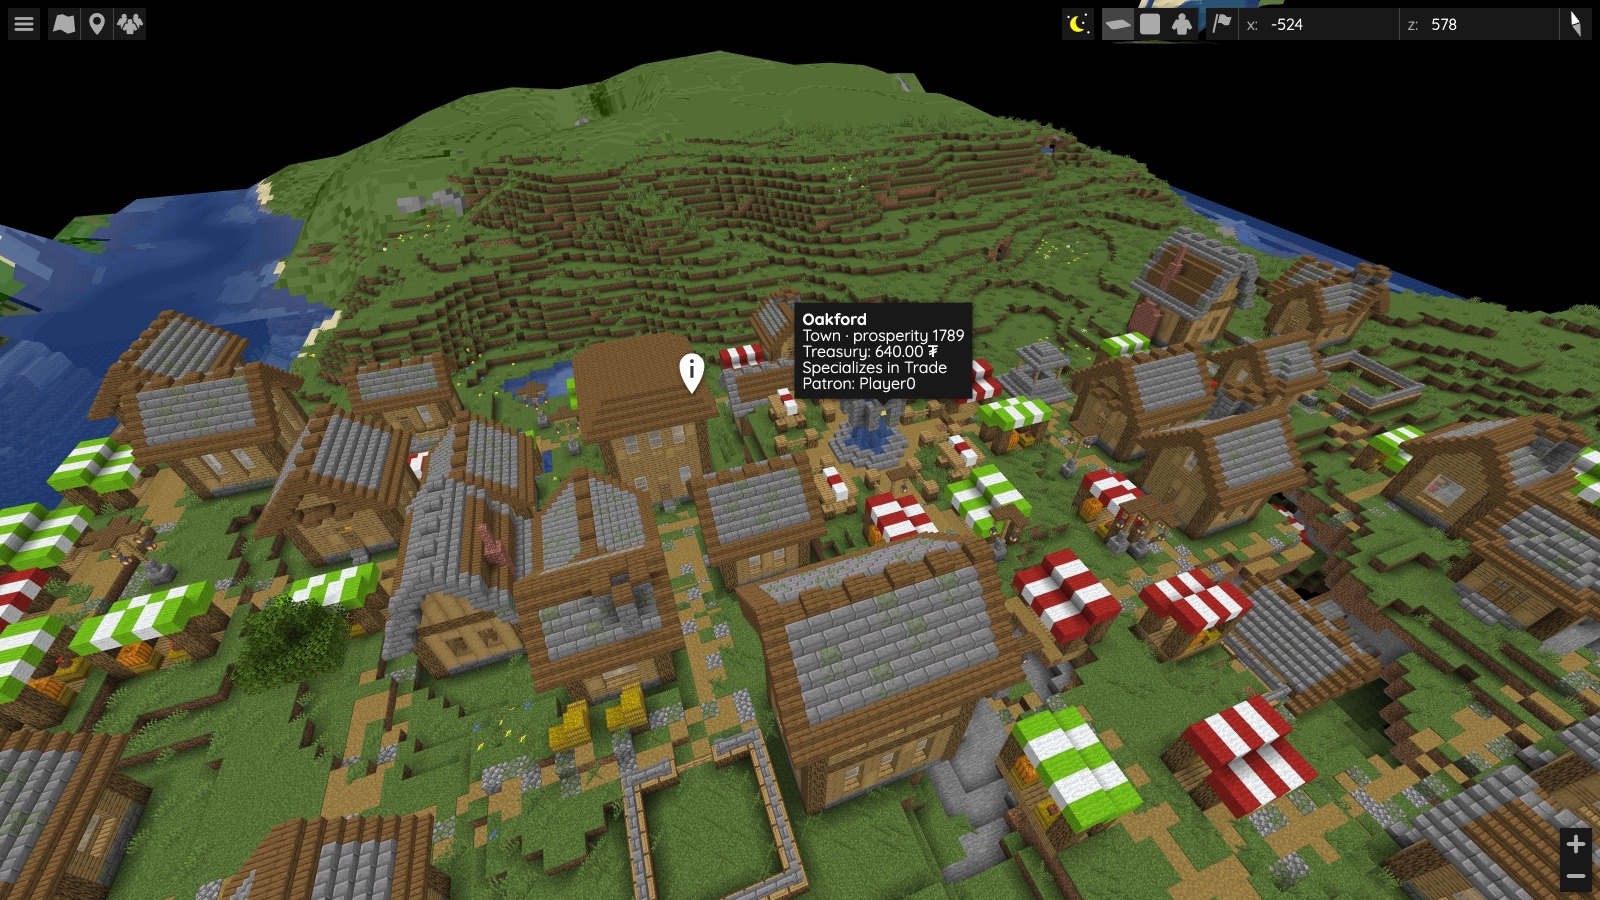 x: -524 z: 578
Oakford
Town · prosperity 1789
Treasury: 640.00 ₮
Specializes in Trade
Patron: Player0